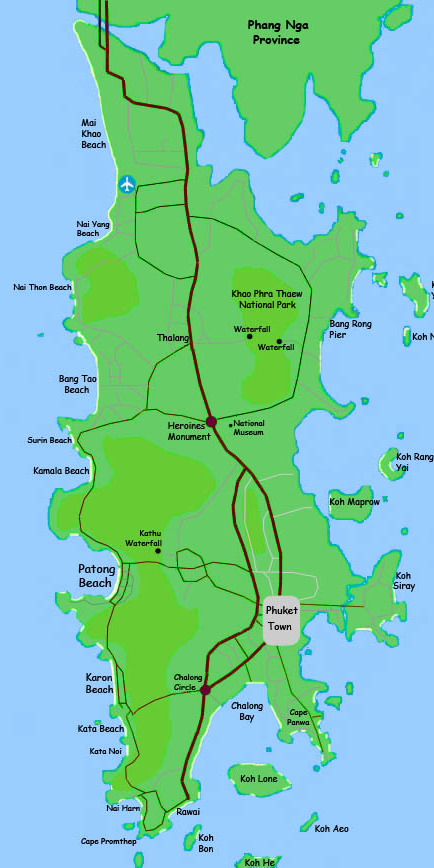 Phang Nga
Province
Mai
Khao
Beach
Nai Yang
Beach
Nai Thon Beach
Khao Phra Thaew
National Park
Waterfall
Waterfall
Bang Rong
Pier
Koh N
Thalang
Bang Tao
Beach
Heroines
Monument
National
Museum
Surin Beach
Kamala Beach
Koh Rang
Yai
Koh Maprow
Kathu
Waterfall
Patong
Beach
Koh
Siray
Phuket
Town
Karon
Beach
Chalong
Circle
Chalong
Bay
Cape
Panwa
Kata Beach
Kata Noi
Koh Lone
Nai Harn
Rawai
Cape Promthep
Koh
Bon
Koh Aeo
Koh He